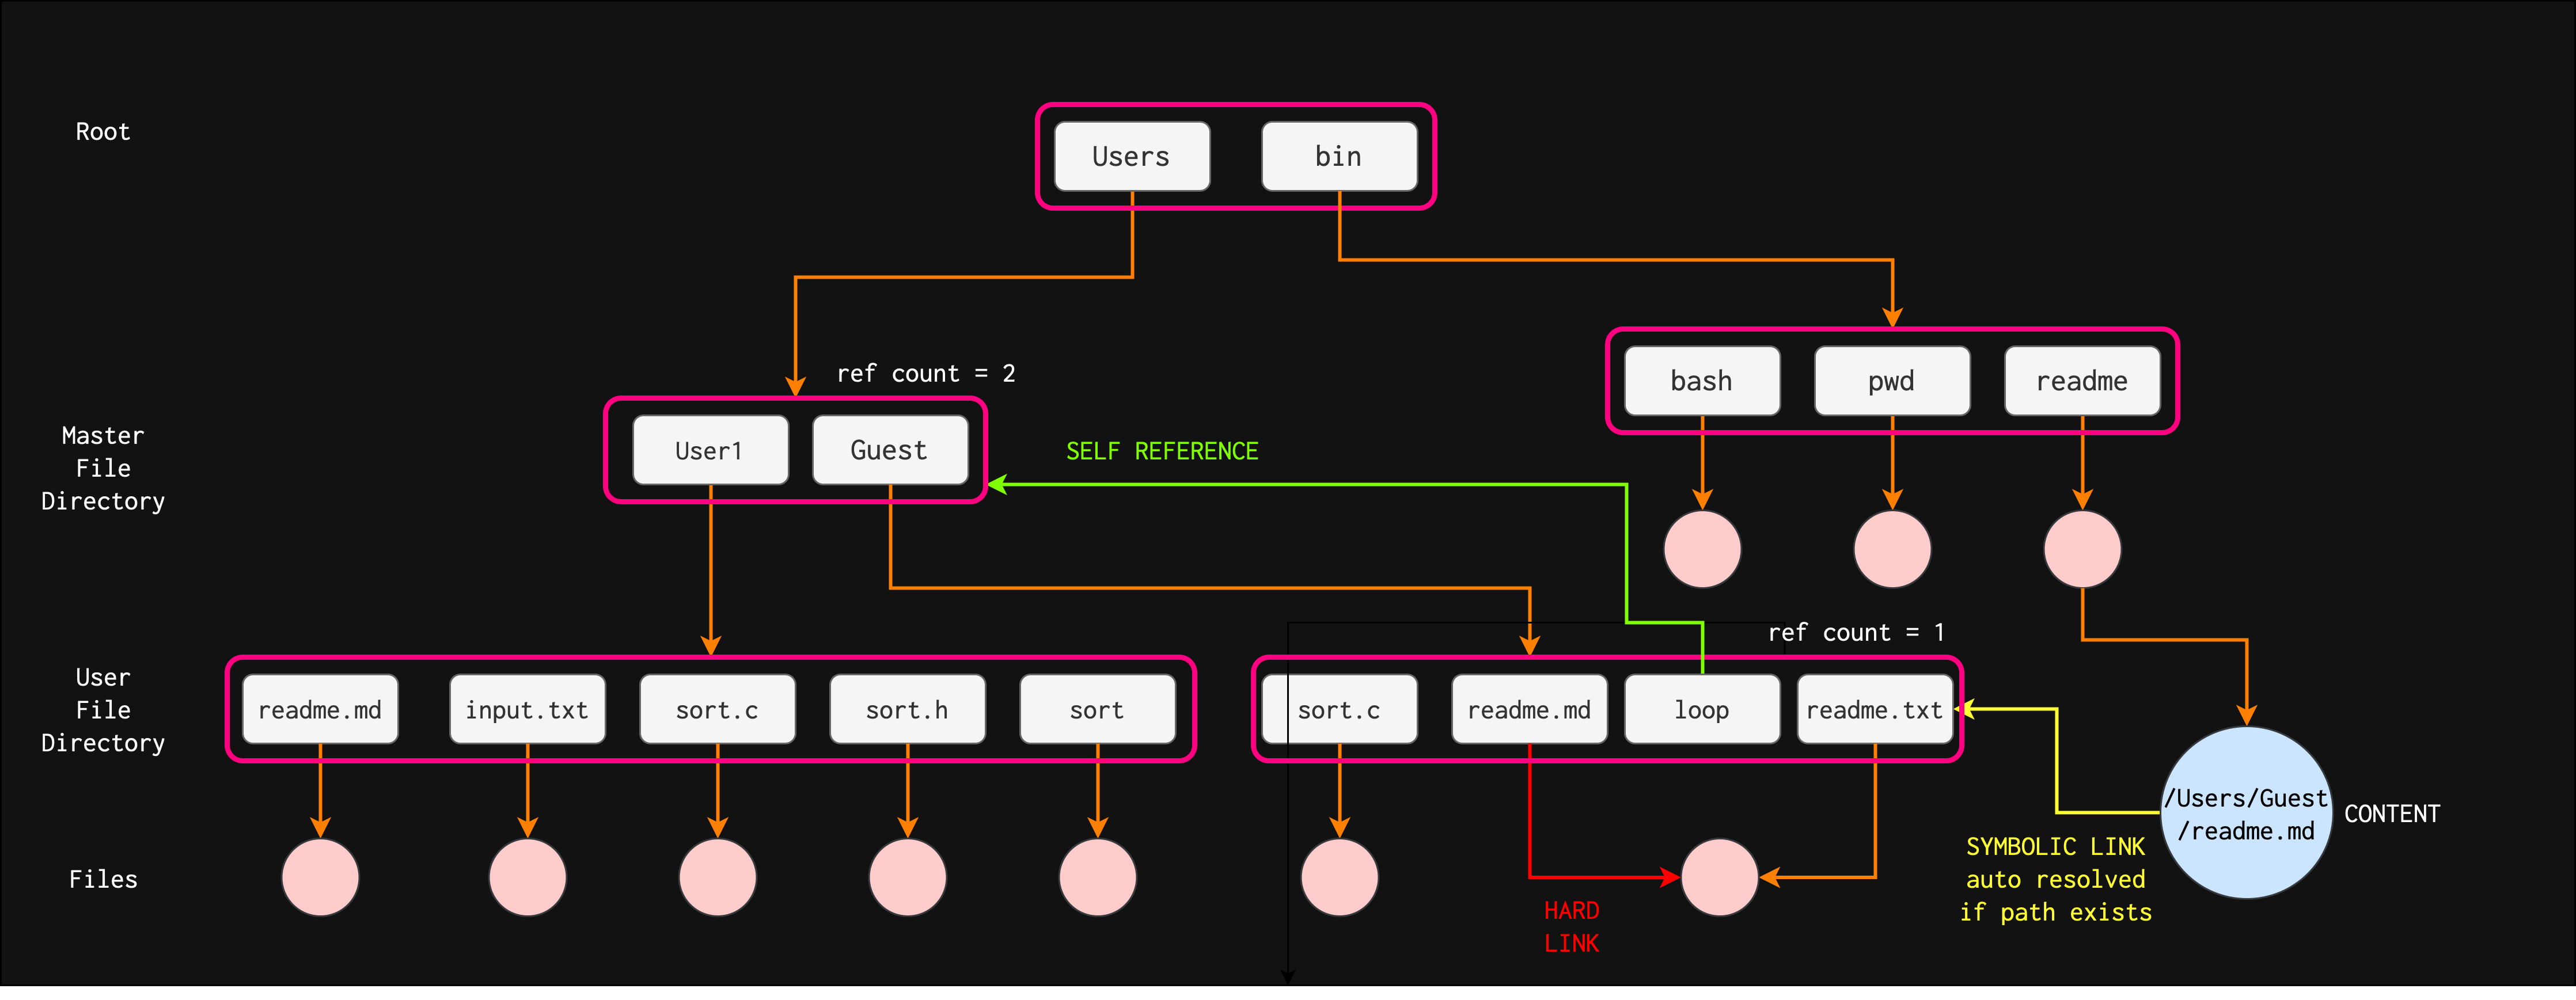 Root
Users
bin
ref count = 2
bash
pwd
readme
Master
File
Directory
User1
Guest
SELF REFERENCE
ref count = 1
User
File
Directory
readme.md
input.txt
sort.c
sort.h
sort
sort.c
readme.md
loop
readme.txt
/Users/Guest
/readme.md
CONTENT
SYMBOLIC LINK
auto resolved
if path exists
Files
HARD
LINK